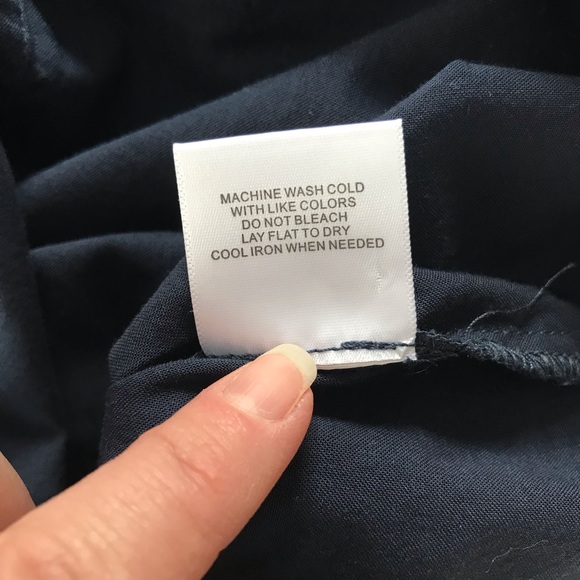 MACHINE WASH COLD
WITH LIKE COLORS
DO NOT BLEACH
LAY FLAT TO DRY
COOL IRON WHEN NEEDED